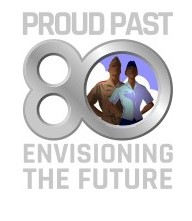 PROUD PAST
80
ENVISIONING
THE FUTURE